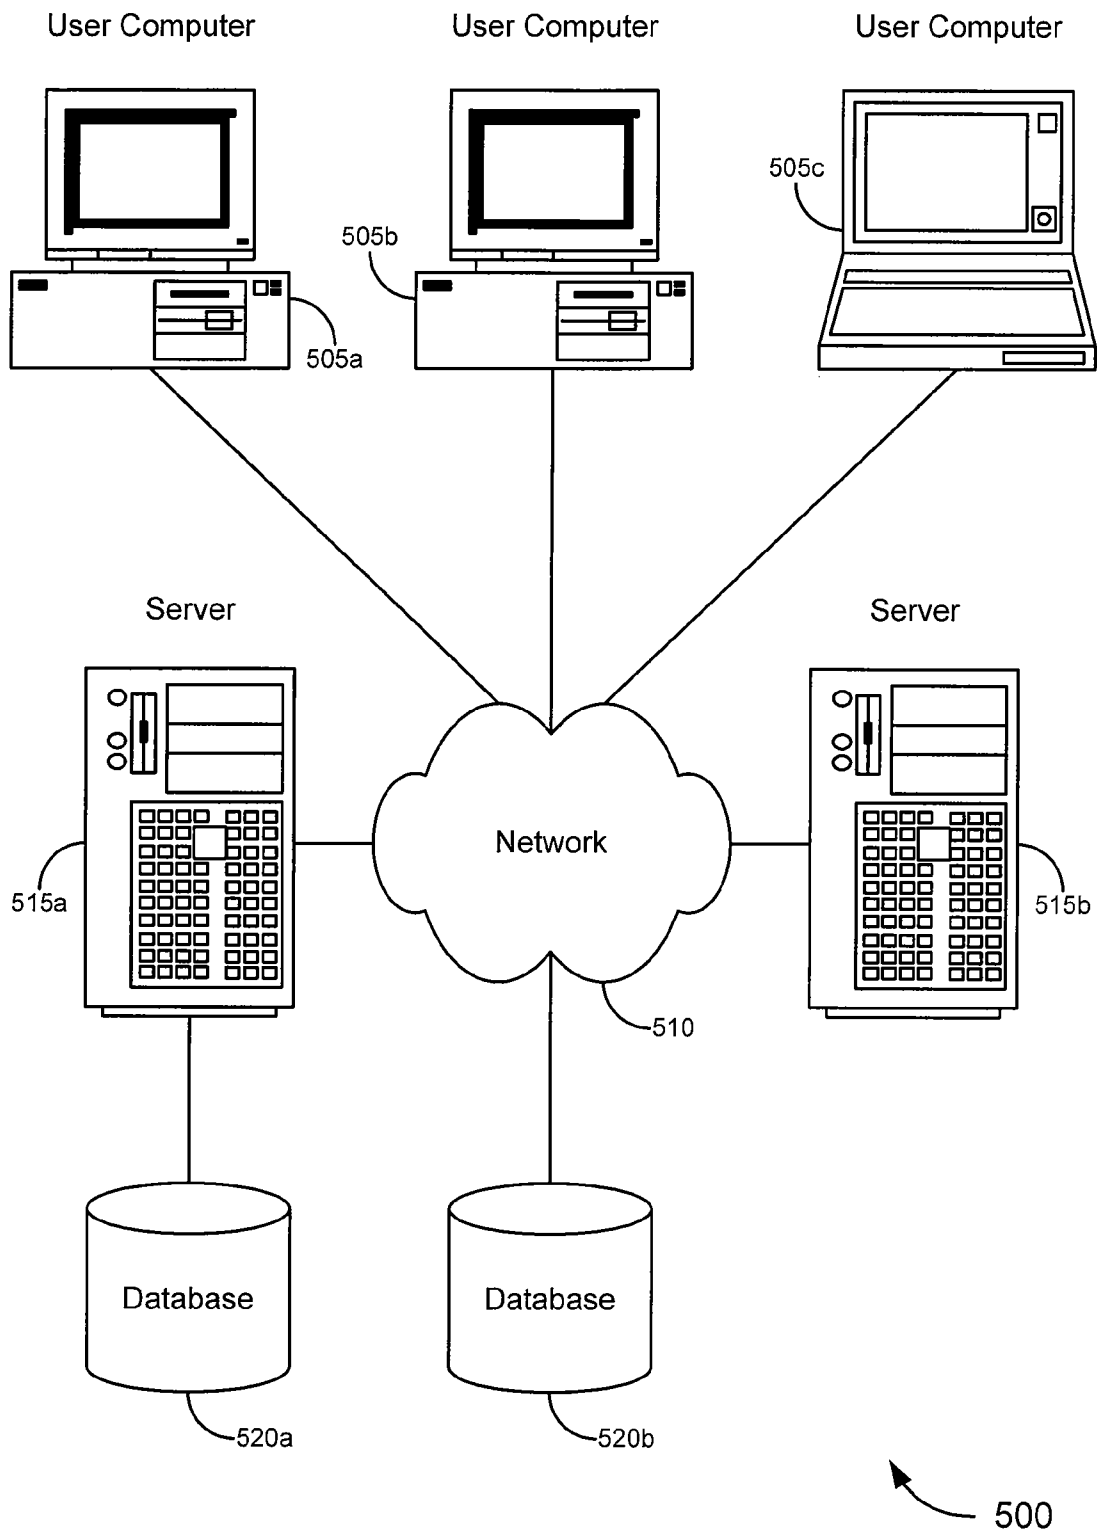 User Computer
User Computer
User Computer
505c
505b
505a
Server
Server
Network
515a
515b
510
Database
Database
520a
520b
500